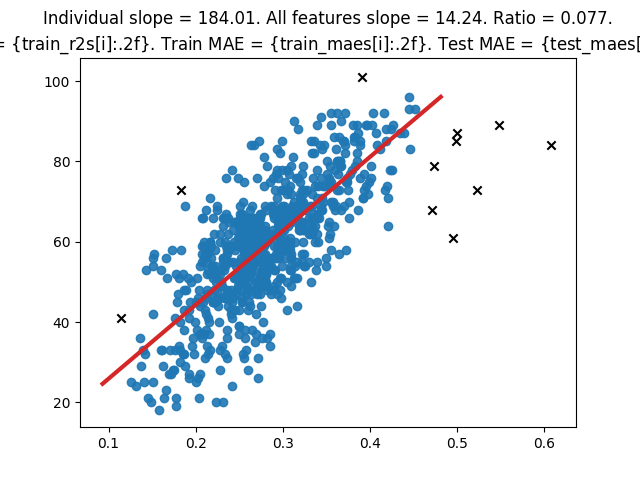 Individual slope = 184.01. All features slope = 14.24. Ratio = 0.077.
= {train_r2s[i]:.2f}. Train MAE = {train_maes[i]:.2f}. Test MAE = {test_maes[
100
80
60
40
20
0.1 0.2 0.3 0.4 0.5 0.6